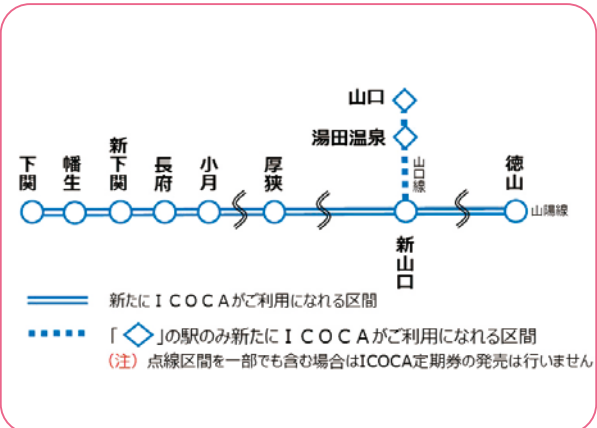 山口
湯田温泉
山口線
下関
幡生
新下関
長府
小月
厚狭
徳山
山陽線
新山口
新たにICOCAがご利用になれる区間
「◇」の駅のみ新たにICOCAがご利用になれる区間
(注) 点線区間を一部でも含む場合はICOCA定期券の発売は行いません